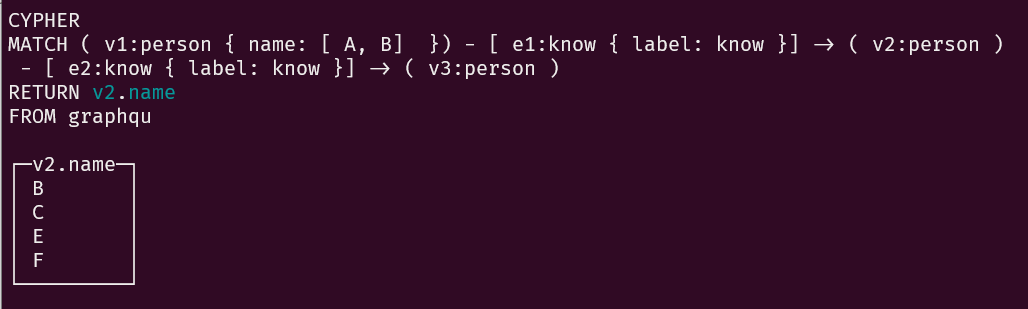 CYPHER
MATCH ( v1:person { name: [ A, B]  }) - [ e1:know { label: know }] -> ( v2:person )
 - [ e2:know { label: know }] -> ( v3:person )
RETURN v2.name
FROM graphqu
v2.name
B
C
E
F